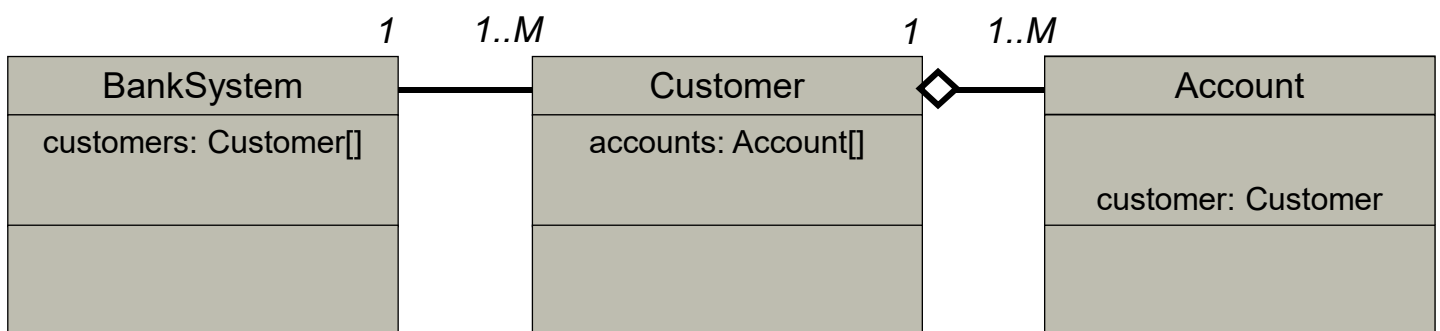 1 1..M 1 1..M
BankSystem Customer Account
customers: Customer[] accounts: Account[]
customer: Customer